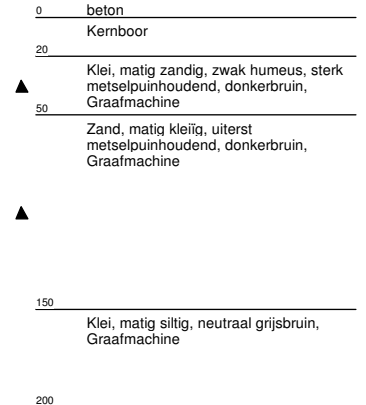 0 beton
Kernboor
20
Klei, matig zandig, zwak humeus, sterk
metselpuinhoudend, donkerbruin,
Graafmachine
50
Zand, matig kleiïg, uiterst
metselpuinhoudend, donkerbruin,
Graafmachine
150
Klei, matig siltig, neutraal grijsbruin,
Graafmachine
200